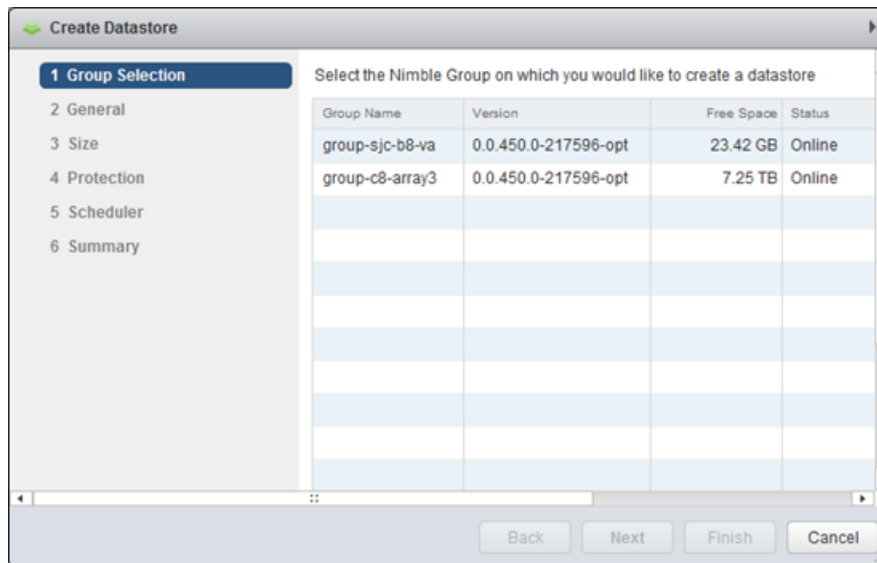 Create Datastore
1 Group Selection
2 General
3 Size
4 Protection
5 Scheduler
6 Summary
Select the Nimble Group on which you would like to create a datastore
Group Name Version Free Space Status
group-sjc-b8-va 0.0.450.0-217596-opt 23.42 GB Online
group-c8-array3 0.0.450.0-217596-opt 7.25 TB Online
Back Next Finish Cancel